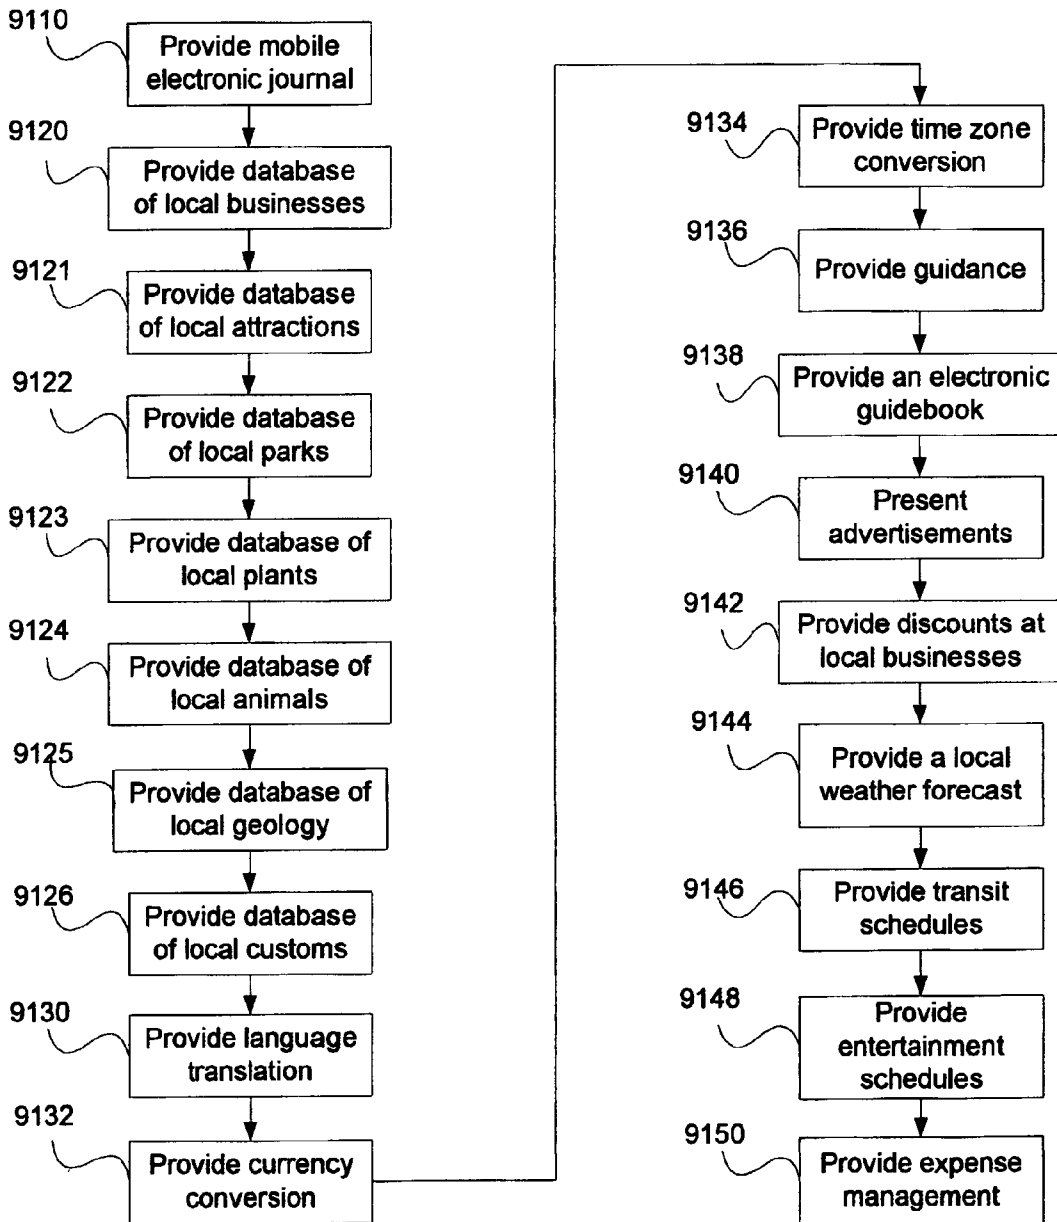 9110
Provide mobile
electronic journal
9120
Provide database
of local businesses
9121
Provide database
of local attractions
9122
Provide database
of local parks
9123
Provide database of
local plants
9124
Provide database of
local animals
9125
Provide database of
local geology
9126
Provide database
of local customs
9130
Provide language
translation
9132
Provide currency
conversion
9134
Provide time zone
conversion
9136
Provide guidance
9138
Provide an electronic
guidebook
9140
Present
advertisements
9142
Provide discounts at
local businesses
9144
Provide a local
weather forecast
9146
Provide transit
schedules
9148
Provide
entertainment
schedules
9150
Provide expense
management